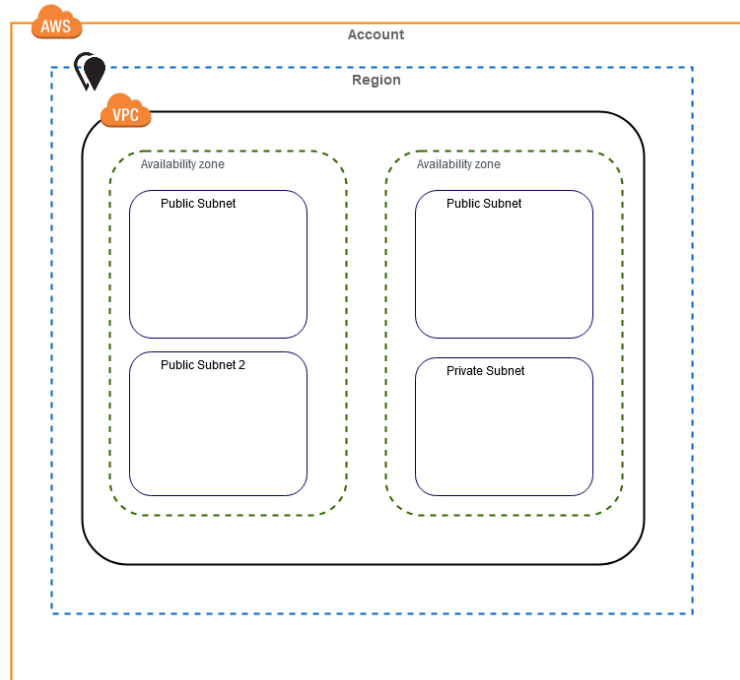 AWS
Account
Region
VPC
Availability zone
Public Subnet
Public Subnet 2
Availability zone
Public Subnet
Private Subnet